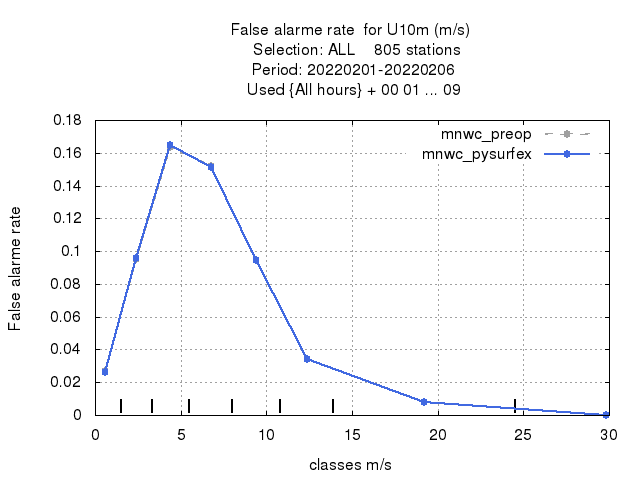 False alarme rate  for U10m (m/s)
Selection: ALL    805 stations
Period: 20220201-20220206
Used {All hours} + 00 01 ... 09
mnwc_preop
mnwc_pysurfex
False alarme rate
0.18
0.16
0.14
0.12
0.1
0.08
0.06
0.04
0.02
0
0 5 10 15 20 25 30
classes m/s